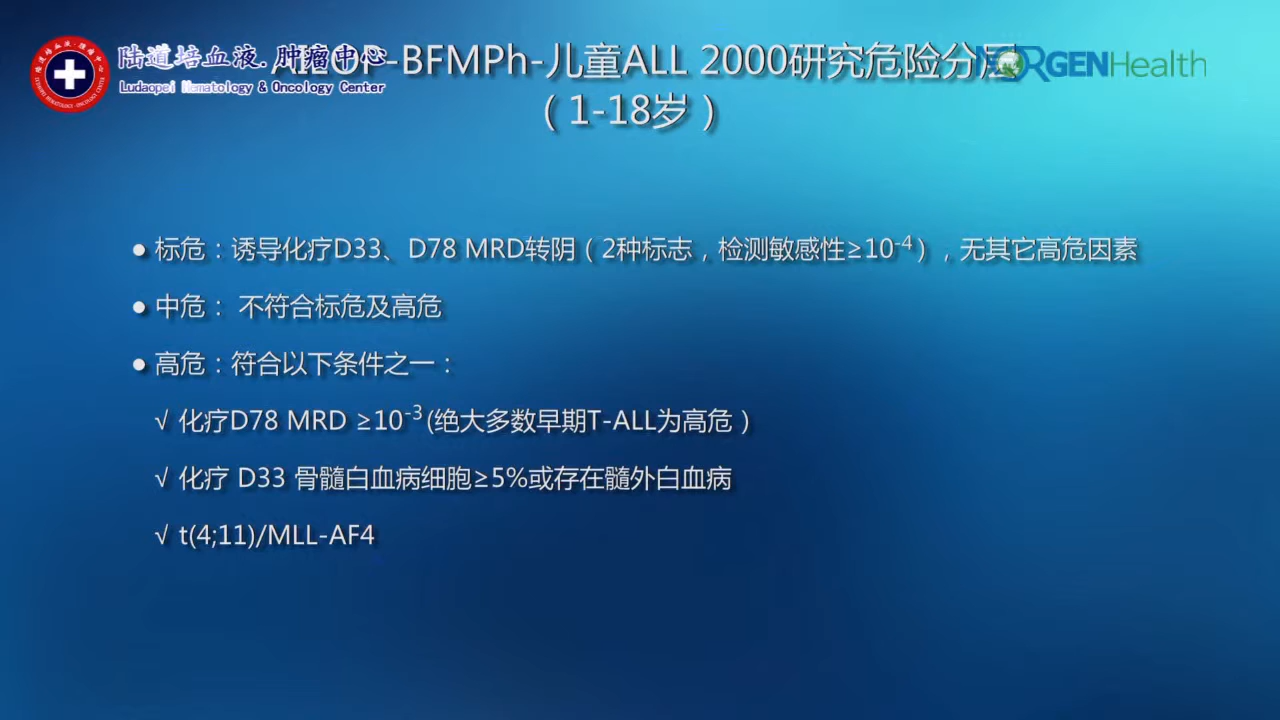 陆道培血液.肿瘤中心
Ludaopei Hematology & Oncology Center
-BFMPh-儿童ALL 2000研究危险分层
RGENHealth
（1-18岁）
● 标危：诱导化疗D33、D78 MRD转阴（2种标志，检测敏感性≥10⁻⁴），无其它高危因素
● 中危： 不符合标危及高危
● 高危：符合以下条件之一：
√ 化疗D78 MRD ≥10⁻³(绝大多数早期T-ALL为高危）
√ 化疗 D33 骨髓白血病细胞≥5%或存在髓外白血病
√ t(4;11)/MLL-AF4